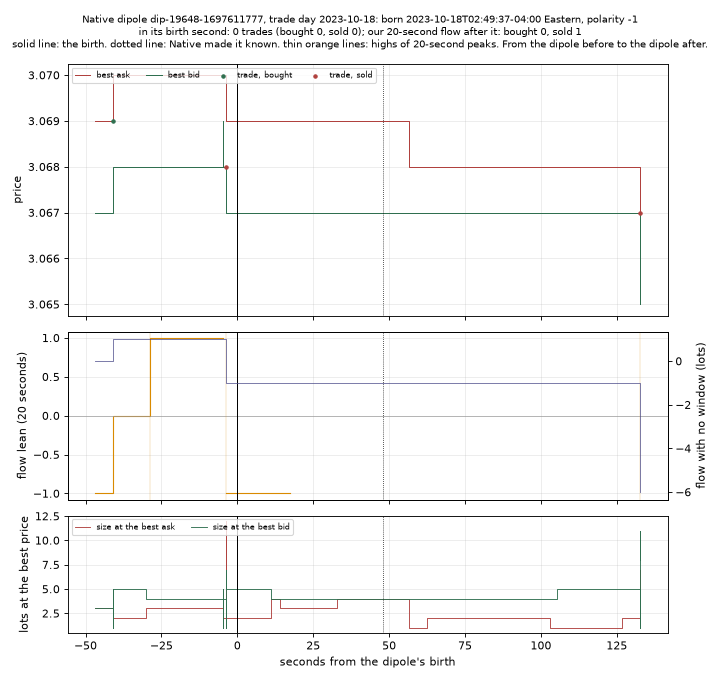 Native dipole dip-19648-1697611777, trade day 2023-10-18: born 2023-10-18T02:49:37-04:00 Eastern, polarity -1
in its birth second: 0 trades (bought 0, sold 0); our 20-second flow after it: bought 0, sold 1
solid line: the birth. dotted line: Native made it known. thin orange lines: highs of 20-second peaks. From the dipole before to the dipole after.
best ask best bid trade, bought trade, sold
3.070
3.069
3.068
3.067
3.066
3.065
price
1.0
0.5
0.0
−0.5
−1.0
flow lean (20 seconds)
0
−2
−4
−6
flow with no window (lots)
size at the best ask size at the best bid
12.5
10.0
7.5
5.0
2.5
lots at the best price
−50 −25 0 25 50 75 100 125
seconds from the dipole's birth